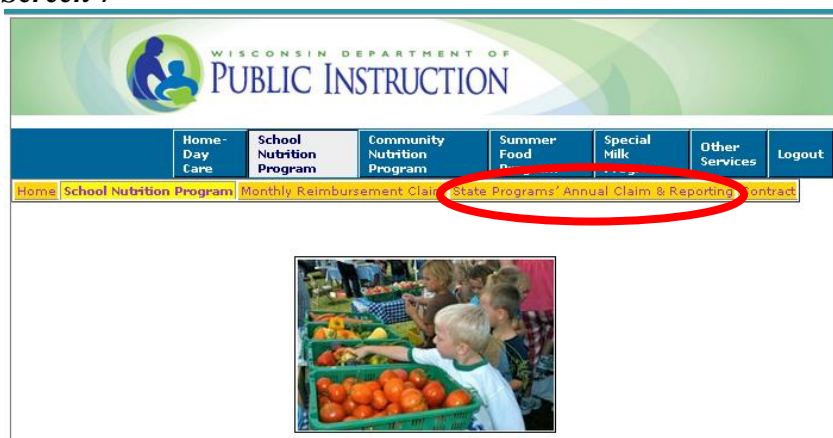 WISCONSIN DEPARTMENT OF
PUBLIC INSTRUCTION
Home-
Day
Care
School
Nutrition
Program
Community
Nutrition
Program
Summer
Food
Special
Milk
Other
Services
Logout
Home School Nutrition Program Monthly Reimbursement Claim State Programs' Annual Claim & Reporting Contract